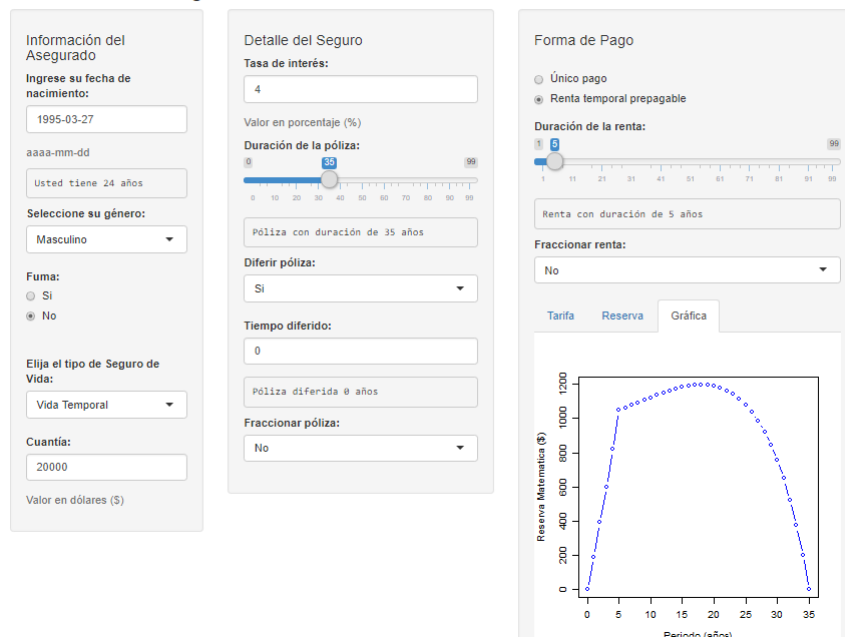 Información del
Asegurado
Ingrese su fecha de
nacimiento:
1995-03-27
aaaa-mm-dd
Usted tiene 24 años
Seleccione su género:
Masculino
Fuma:
Si
No
Elija el tipo de Seguro de
Vida:
Vida Temporal
Cuantía:
20000
Valor en dólares ($)
Detalle del Seguro
Tasa de interés:
4
Valor en porcentaje (%)
Duración de la póliza:
0 35 99
0 10 20 30 40 50 60 70 80 90 99
Póliza con duración de 35 años
Diferir póliza:
Si
Tiempo diferido:
0
Póliza diferida 0 años
Fraccionar póliza:
No
Forma de Pago
Único pago
Renta temporal prepagable
Duración de la renta:
1 5 99
1 11 21 31 41 51 61 71 81 91 99
Renta con duración de 5 años
Fraccionar renta:
No
Tarifa Reserva Gráfica
Reserva Matematica ($)
1200
1000
800
600
400
200
0
0 5 10 15 20 25 30 35
Periodo (años)